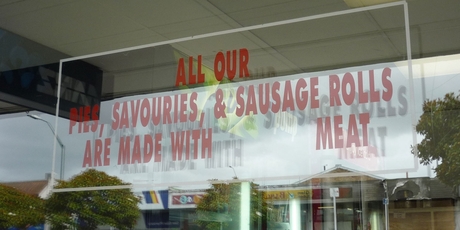 ALL OUR
PIES, SAVOURIES, & SAUSAGE ROLLS
ARE MADE WITH MEAT